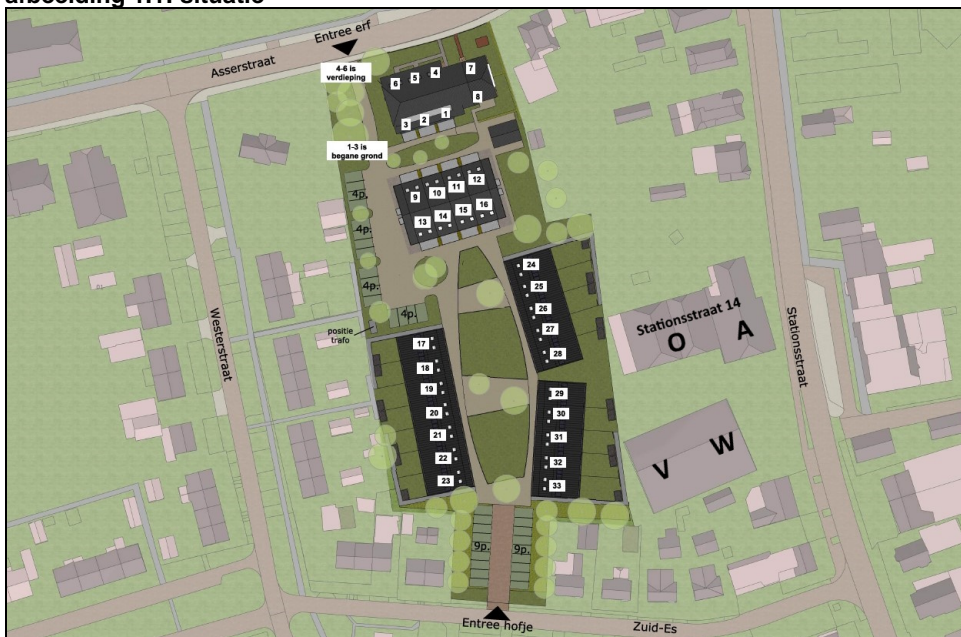 afbeelding 1.1: situatie
Entree erf
Asserstraat
4-6 is
verdieping
6
5
4
7
8
3
2
1
1-3 is
begane grond
9
10
11
12
13
14
15
16
4p.
4p.
4p.
4p.
positie
trafo
24
25
26
27
28
17
18
19
20
21
22
23
29
30
31
32
33
Stationsstraat 14
O
A
V
W
Westerstraat
Stationsstraat
9p.
9p.
Entree hofje
Zuid-Es